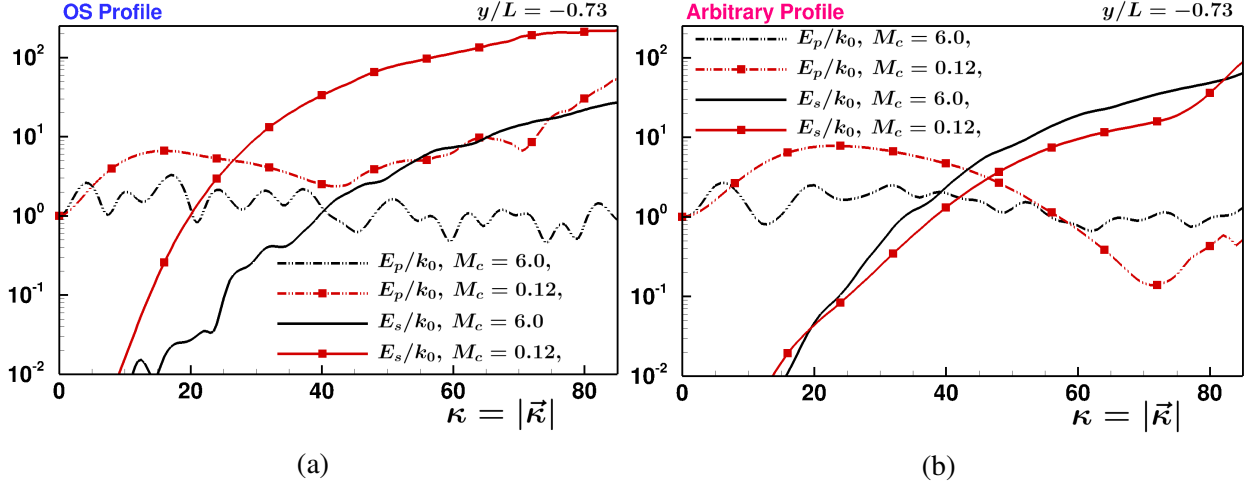 OS Profile
y/L = −0.73
10²
10¹
10⁰
10⁻¹
10⁻²
E_p/k_0, M_c = 6.0,
E_p/k_0, M_c = 0.12,
E_s/k_0, M_c = 6.0
E_s/k_0, M_c = 0.12,
0 20 40 60 80
κ = |κ⃗|
(a)
Arbitrary Profile
y/L = −0.73
E_p/k_0, M_c = 6.0,
E_p/k_0, M_c = 0.12,
E_s/k_0, M_c = 6.0,
E_s/k_0, M_c = 0.12,
10²
10¹
10⁰
10⁻¹
10⁻²
0 20 40 60 80
κ = |κ⃗|
(b)